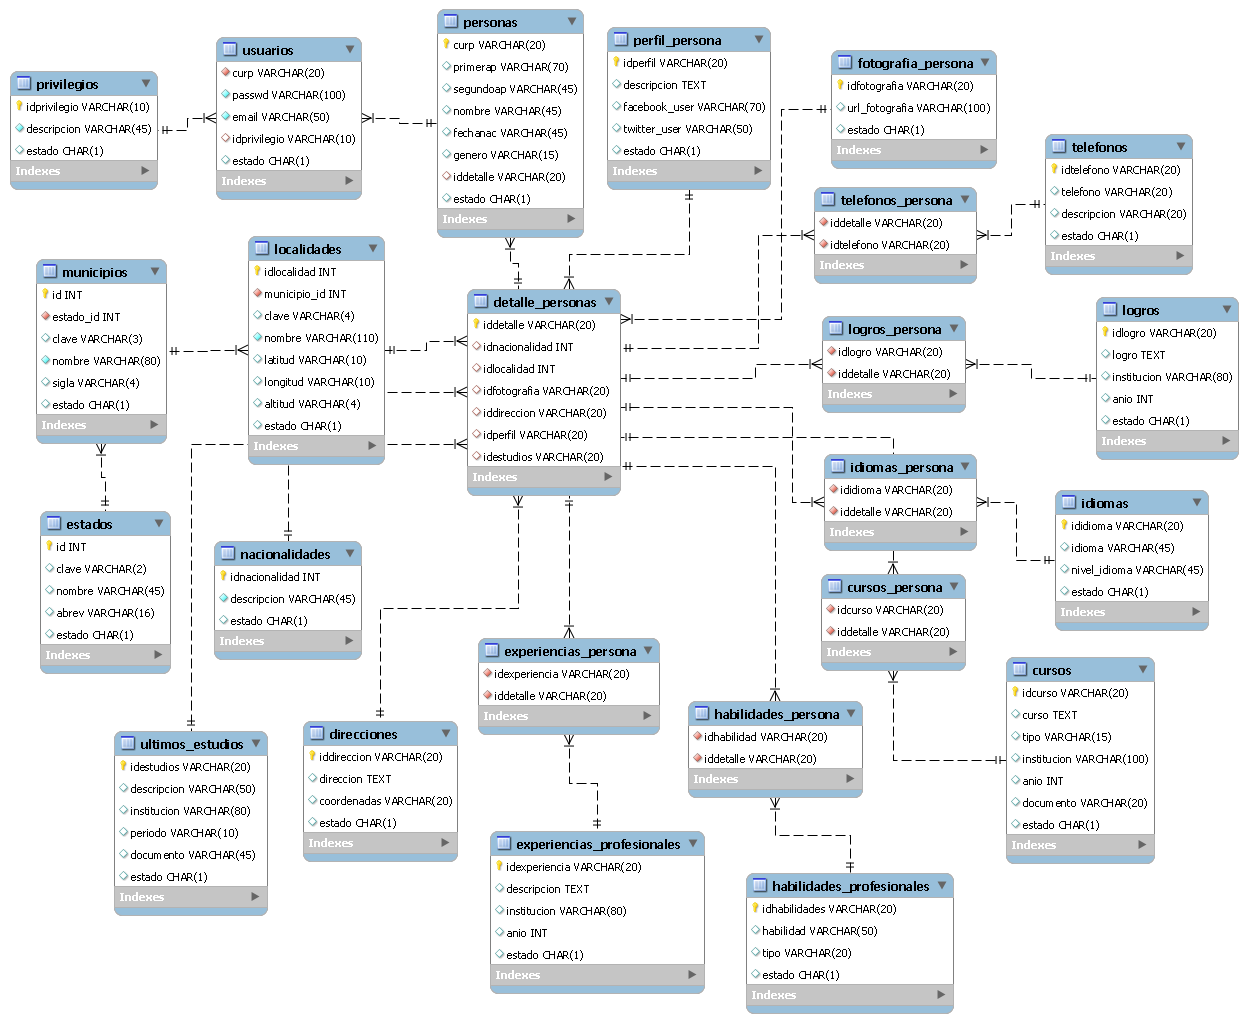 privilegios
idprivilegio VARCHAR(10)
descripcion VARCHAR(45)
estado CHAR(1)
Indexes
usuarios
curp VARCHAR(20)
passwd VARCHAR(100)
email VARCHAR(50)
idprivilegio VARCHAR(10)
estado CHAR(1)
Indexes
personas
curp VARCHAR(20)
primerap VARCHAR(70)
segundoap VARCHAR(45)
nombre VARCHAR(45)
fechanac VARCHAR(45)
genero VARCHAR(15)
iddetalle VARCHAR(20)
estado CHAR(1)
Indexes
perfil_persona
idperfil VARCHAR(20)
descripcion TEXT
facebook_user VARCHAR(70)
twitter_user VARCHAR(50)
estado CHAR(1)
Indexes
fotografia_persona
idfotografia VARCHAR(20)
url_fotografia VARCHAR(100)
estado CHAR(1)
Indexes
telefonos
idtelefono VARCHAR(20)
telefono VARCHAR(20)
descripcion VARCHAR(20)
estado CHAR(1)
Indexes
telefonos_persona
iddetalle VARCHAR(20)
idtelefono VARCHAR(20)
Indexes
municipios
id INT
estado_id INT
clave VARCHAR(3)
nombre VARCHAR(80)
sigla VARCHAR(4)
estado CHAR(1)
Indexes
localidades
idlocalidad INT
municipio_id INT
clave VARCHAR(4)
nombre VARCHAR(110)
latitud VARCHAR(10)
longitud VARCHAR(10)
altitud VARCHAR(4)
estado CHAR(1)
Indexes
detalle_personas
iddetalle VARCHAR(20)
idnacionalidad INT
idlocalidad INT
idfotografia VARCHAR(20)
iddireccion VARCHAR(20)
idperfil VARCHAR(20)
idestudios VARCHAR(20)
Indexes
logros_persona
idlogro VARCHAR(20)
iddetalle VARCHAR(20)
Indexes
logros
idlogro VARCHAR(20)
logro TEXT
institucion VARCHAR(80)
anio INT
estado CHAR(1)
Indexes
idiomas_persona
ididioma VARCHAR(20)
iddetalle VARCHAR(20)
Indexes
idiomas
ididioma VARCHAR(20)
idioma VARCHAR(45)
nivel_idioma VARCHAR(45)
estado CHAR(1)
Indexes
estados
id INT
clave VARCHAR(2)
nombre VARCHAR(45)
abrev VARCHAR(16)
estado CHAR(1)
Indexes
nacionalidades
idnacionalidad INT
descripcion VARCHAR(45)
estado CHAR(1)
Indexes
cursos_persona
idcurso VARCHAR(20)
iddetalle VARCHAR(20)
Indexes
experiencias_persona
idexperiencia VARCHAR(20)
iddetalle VARCHAR(20)
Indexes
cursos
idcurso VARCHAR(20)
curso TEXT
tipo VARCHAR(15)
institucion VARCHAR(100)
anio INT
documento VARCHAR(20)
estado CHAR(1)
Indexes
habilidades_persona
idhabilidad VARCHAR(20)
iddetalle VARCHAR(20)
Indexes
direcciones
iddireccion VARCHAR(20)
direccion TEXT
coordenadas VARCHAR(20)
estado CHAR(1)
Indexes
ultimos_estudios
idestudios VARCHAR(20)
descripcion VARCHAR(50)
institucion VARCHAR(80)
periodo VARCHAR(10)
documento VARCHAR(45)
estado CHAR(1)
Indexes
experiencias_profesionales
idexperiencia VARCHAR(20)
descripcion TEXT
institucion VARCHAR(80)
anio INT
estado CHAR(1)
Indexes
habilidades_profesionales
idhabilidades VARCHAR(20)
habilidad VARCHAR(50)
tipo VARCHAR(20)
estado CHAR(1)
Indexes